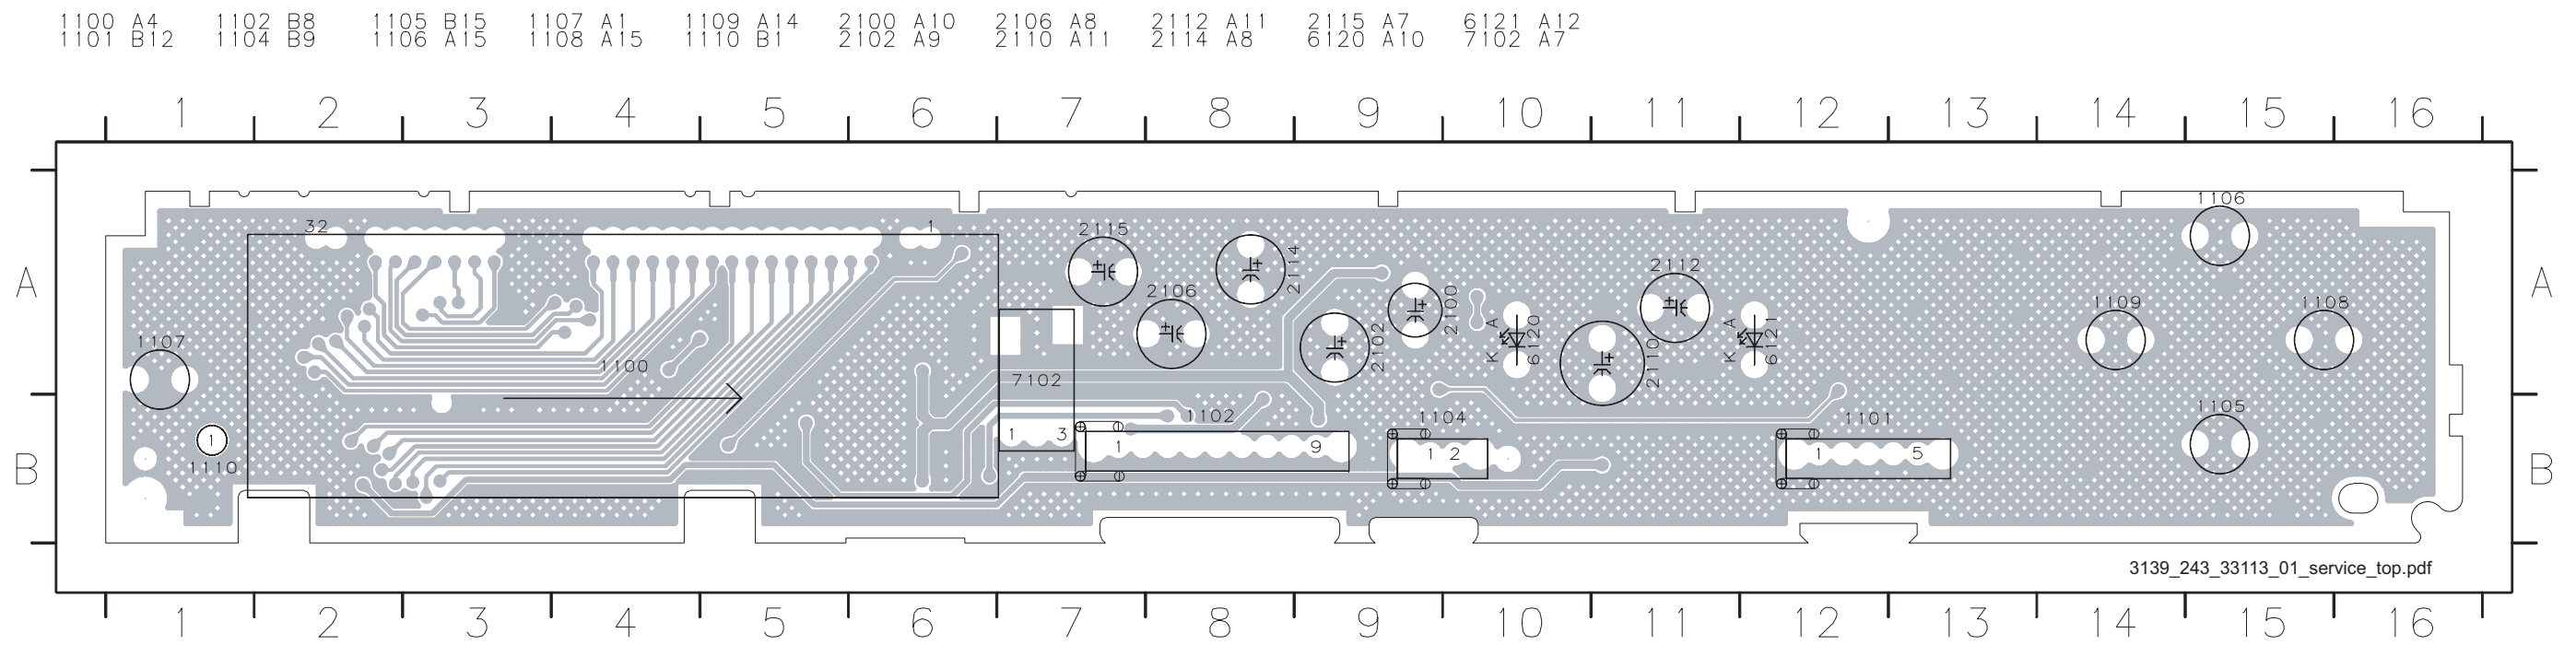 1100 A4 1102 B8 1105 B15 1107 A1 1109 A14 2100 A10 2106 A8 2112 A11 2115 A7 6121 A12
1101 B12 1104 B9 1106 A15 1108 A15 1110 B1 2102 A9 2110 A11 2114 A8 6120 A10 7102 A7
1 2 3 4 5 6 7 8 9 10 11 12 13 14 15 16
1106
32 1
2115
2114
2112
A A
2106
2100
1109 1108
A A
1107
2102
K 6120
2110
K 6121
1100
7102
1102 1104 1101 1105
1 1 3 1 9 1 2 1 5
1110
B B
3139_243_33113_01_service_top.pdf
1 2 3 4 5 6 7 8 9 10 11 12 13 14 15 16